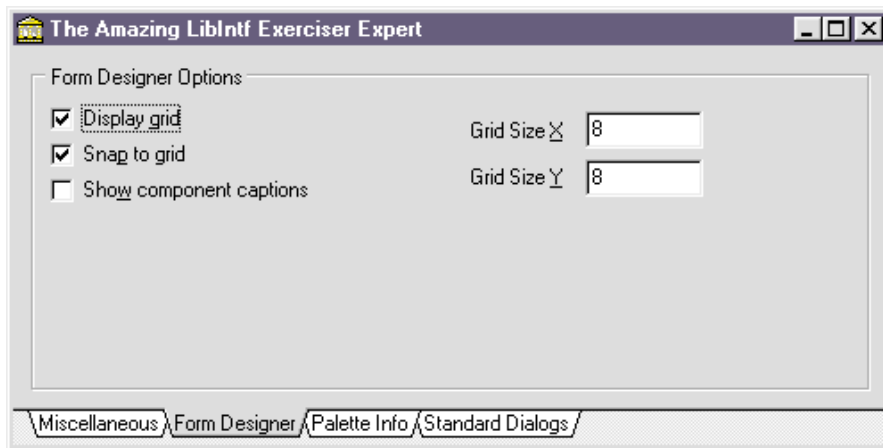 The Amazing LibIntf Exerciser Expert
Form Designer Options
Display grid
Snap to grid
Show component captions
Grid Size X 8
Grid Size Y 8
Miscellaneous Form Designer Palette Info Standard Dialogs